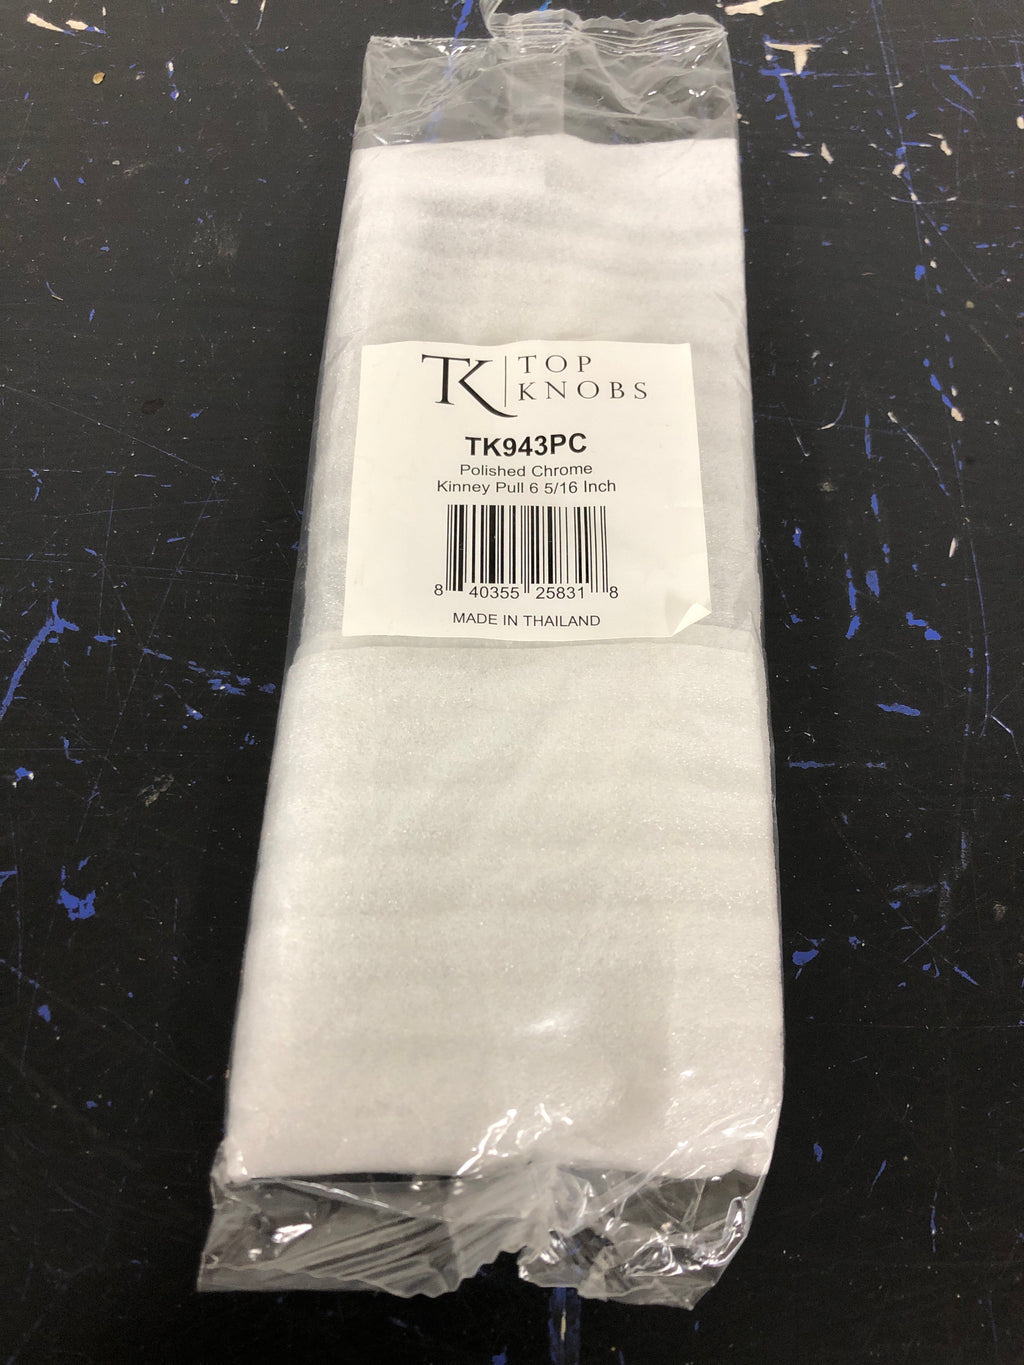 TK
TOP
KNOBS
TK943PC
Polished Chrome
Kinney Pull 6 5/16 Inch
8 40355 25831 8
MADE IN THAILAND